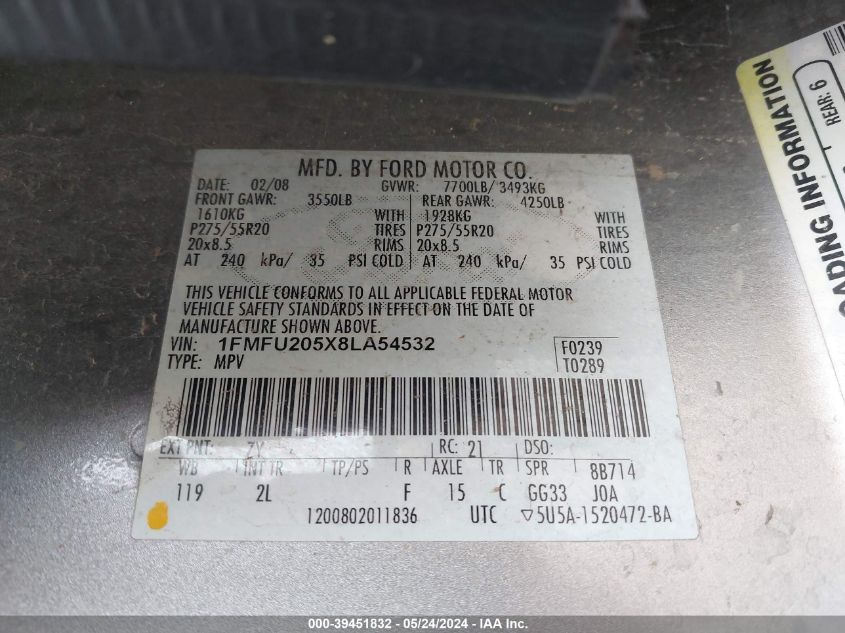 MFD. BY FORD MOTOR CO.
DATE: 02/08 GVWR: 7700LB/ 3493KG
FRONT GAWR: 3550LB REAR GAWR: 4250LB
1610KG WITH 1928KG WITH
P275/55R20 TIRES P275/55R20 TIRES
20x8.5 RIMS 20x8.5 RIMS
AT 240 kPa/ 35 PSI COLD AT 240 kPa/ 35 PSI COLD
THIS VEHICLE CONFORMS TO ALL APPLICABLE FEDERAL MOTOR
VEHICLE SAFETY STANDARDS IN EFFECT ON THE DATE OF
MANUFACTURE SHOWN ABOVE.
VIN: 1FMFU205X8LA54532 F0239
TYPE: MPV T0289
EXT PNT: ZY RC: 21 DSO:
WB INT TR TP/PS R AXLE TR SPR 8B714
119 2L F 15 C GG33 J0A
1200802011836 UTC ▽5U5A-1520472-BA
ADING INFORMATION
REAR: 6
# (IMAGE FOR) 39451832 - 05/24/2024 - IAA Inc.